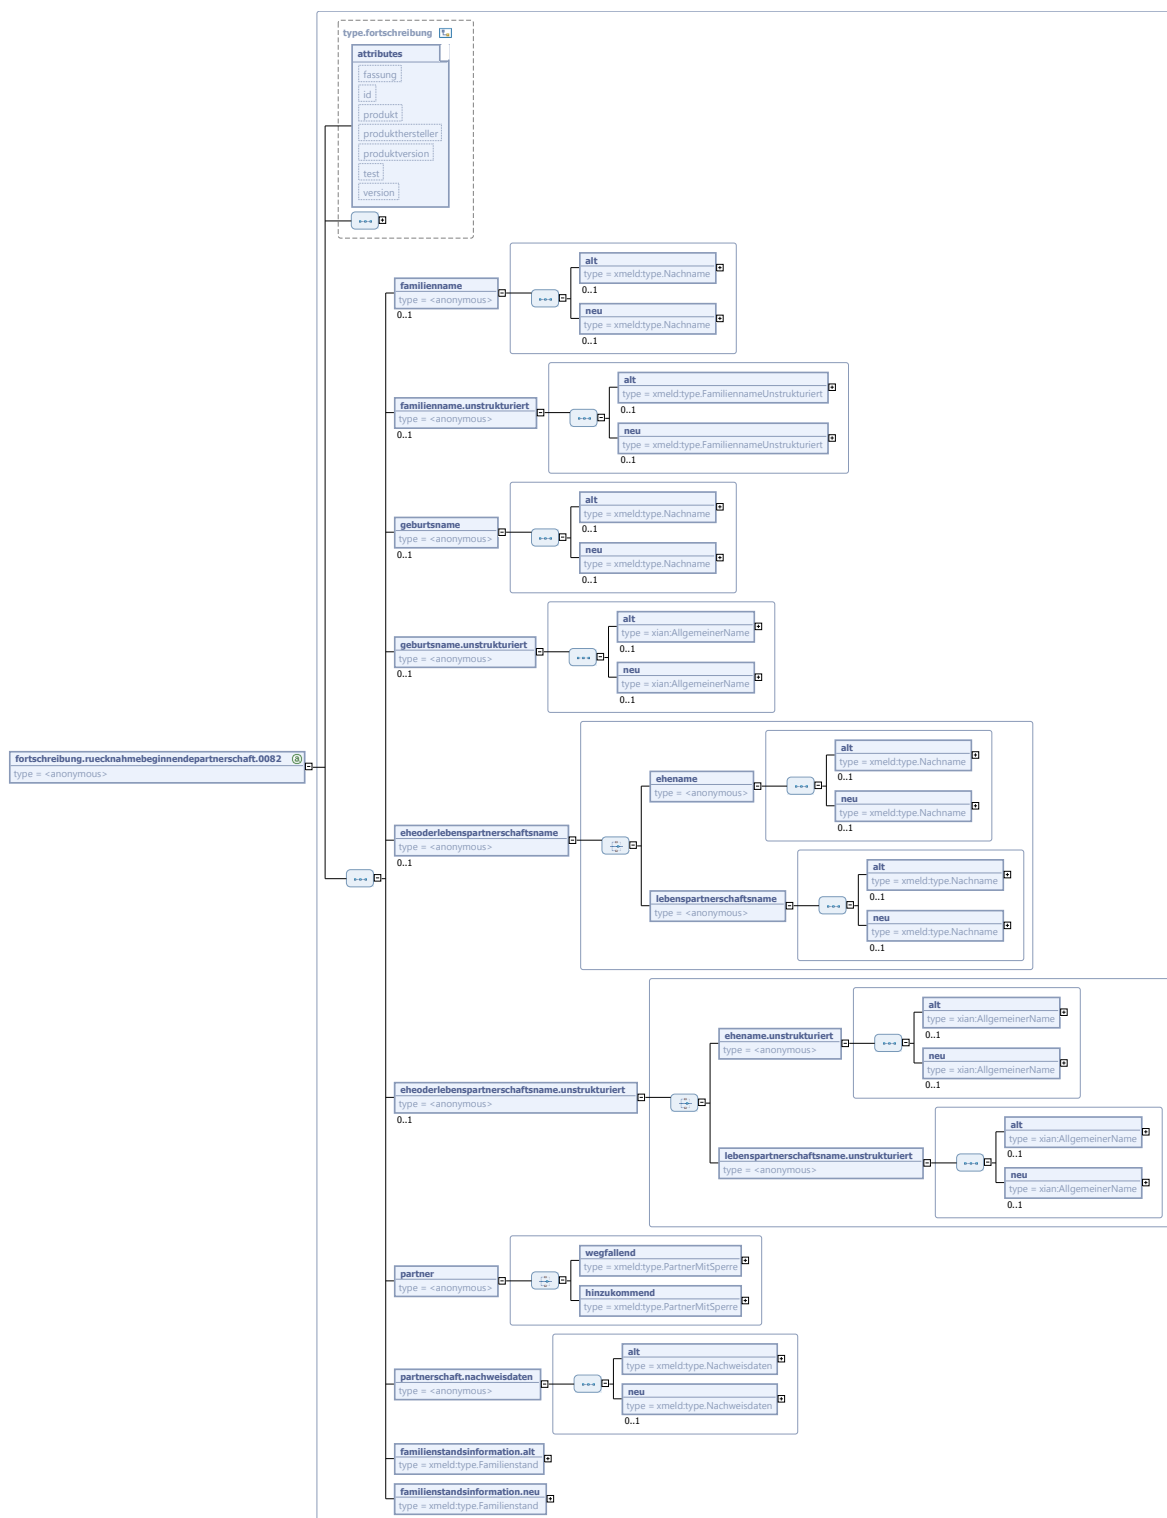 type.fortschreibung
attributes
fassung
id
produkt
produkthersteller
produktversion
test
version
familienname
type = <anonymous>
0..1
alt
type = xmeld:type.Nachname
0..1
neu
type = xmeld:type.Nachname
0..1
familienname.unstrukturiert
type = <anonymous>
0..1
alt
type = xmeld:type.FamiliennameUnstrukturiert
0..1
neu
type = xmeld:type.FamiliennameUnstrukturiert
0..1
geburtsname
type = <anonymous>
0..1
alt
type = xmeld:type.Nachname
0..1
neu
type = xmeld:type.Nachname
0..1
geburtsname.unstrukturiert
type = <anonymous>
0..1
alt
type = xian:AllgemeinerName
0..1
neu
type = xian:AllgemeinerName
0..1
fortschreibung.ruecknahmebeginnendepartnerschaft.0082 a
type = <anonymous>
eheoderlebenspartnerschaftsname
type = <anonymous>
0..1
ehename
type = <anonymous>
alt
type = xmeld:type.Nachname
0..1
neu
type = xmeld:type.Nachname
0..1
lebenspartnerschaftsname
type = <anonymous>
alt
type = xmeld:type.Nachname
0..1
neu
type = xmeld:type.Nachname
0..1
eheoderlebenspartnerschaftsname.unstrukturiert
type = <anonymous>
0..1
ehename.unstrukturiert
type = <anonymous>
alt
type = xian:AllgemeinerName
0..1
neu
type = xian:AllgemeinerName
0..1
lebenspartnerschaftsname.unstrukturiert
type = <anonymous>
alt
type = xian:AllgemeinerName
0..1
neu
type = xian:AllgemeinerName
0..1
partner
type = <anonymous>
wegfallend
type = xmeld:type.PartnerMitSperre
hinzukommend
type = xmeld:type.PartnerMitSperre
partnerschaft.nachweisdaten
type = <anonymous>
alt
type = xmeld:type.Nachweisdaten
neu
type = xmeld:type.Nachweisdaten
0..1
familienstandsinformation.alt
type = xmeld:type.Familienstand
familienstandsinformation.neu
type = xmeld:type.Familienstand